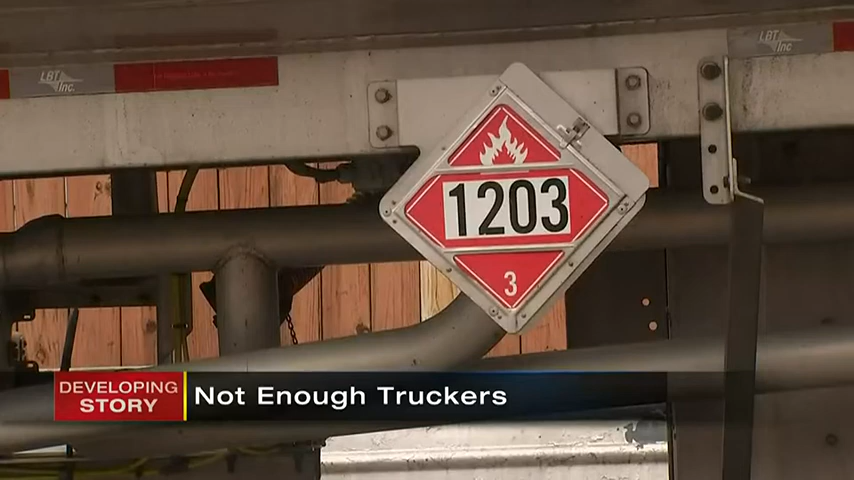 LBT
Inc.
LBT
Inc.
1203
3
DEVELOPING
STORY
Not Enough Truckers